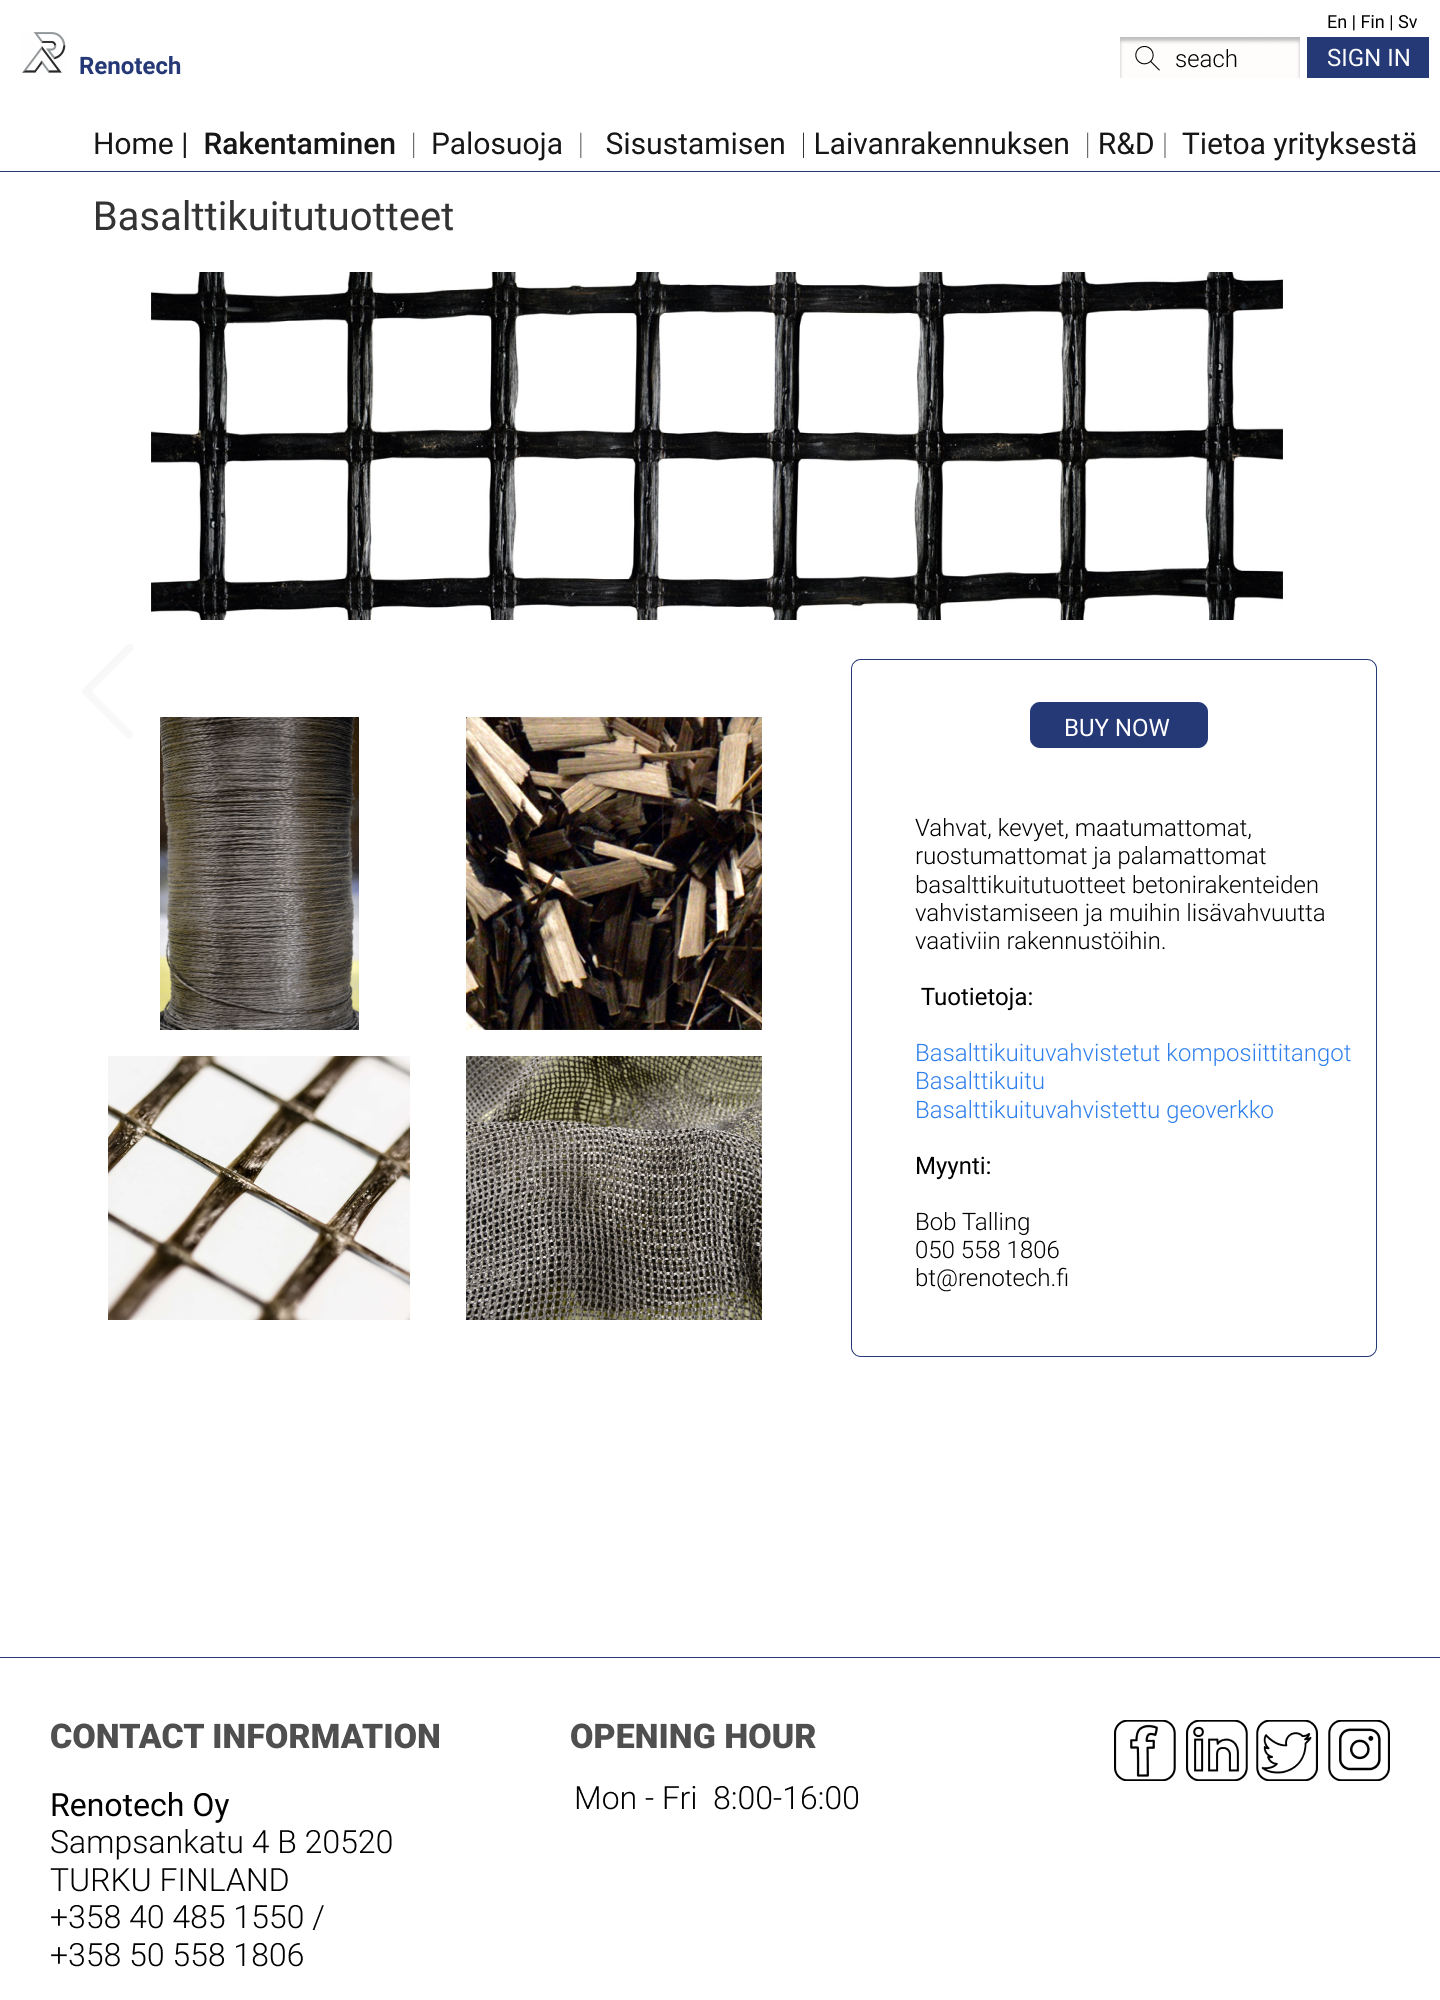 En | Fin | Sv
Renotech
seach
SIGN IN
Home | Rakentaminen | Palosuoja | Sisustamisen | Laivanrakennuksen | R&D | Tietoa yrityksestä
Basalttikuitutuotteet
BUY NOW
Vahvat, kevyet, maatumattomat,
ruostumattomat ja palamattomat
basalttikuitutuotteet betonirakenteiden
vahvistamiseen ja muihin lisävahvuutta
vaativiin rakennustöihin.
Tuotietoja:
Basalttikuituvahvistetut komposiittitangot
Basalttikuitu
Basalttikuituvahvistettu geoverkko
Myynti:
Bob Talling
050 558 1806
bt@renotech.fi
CONTACT INFORMATION
Renotech Oy
Sampsankatu 4 B 20520
TURKU FINLAND
+358 40 485 1550 /
+358 50 558 1806
OPENING HOUR
Mon - Fri 8:00-16:00